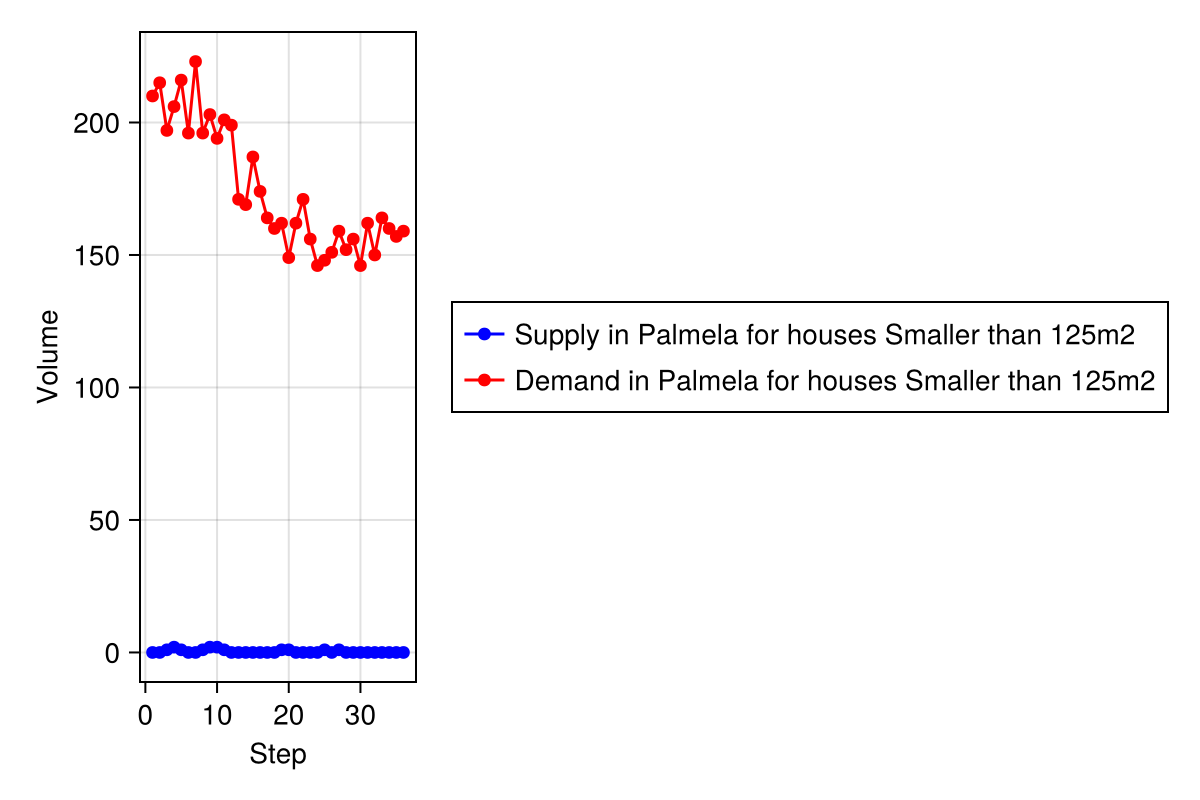 Volume
200
150
100
50
0
0 10 20 30
Step
Supply in Palmela for houses Smaller than 125m2
Demand in Palmela for houses Smaller than 125m2